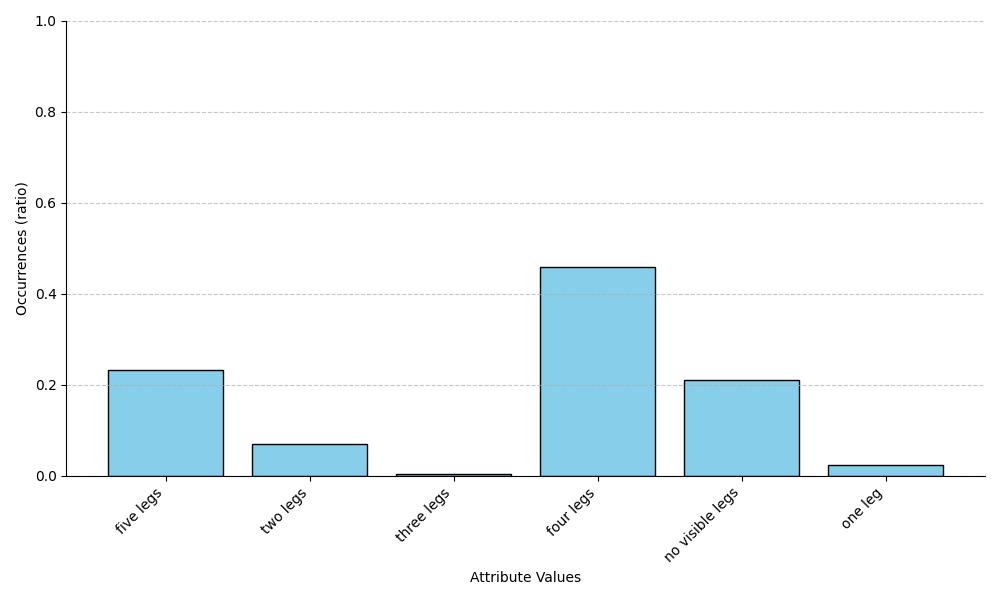 1.0
0.8
0.6
0.4
0.2
0.0
Occurrences (ratio)
five legs
two legs
three legs
four legs
no visible legs
one leg
Attribute Values